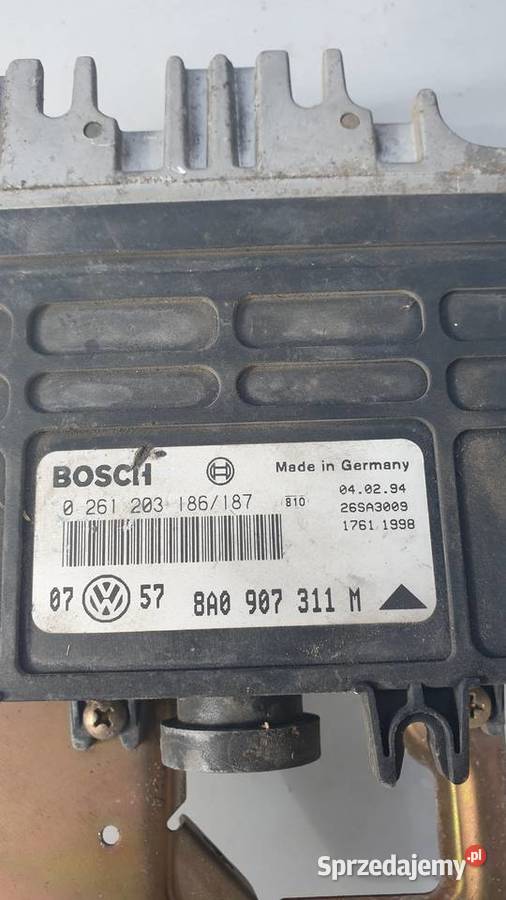 BOSCH
Made in Germany
0 261 203 186/187 810
04.02.94
26SA3009
1761 1998
07 VW 57 8A0 907 311 M
Sprzedajemy.pl